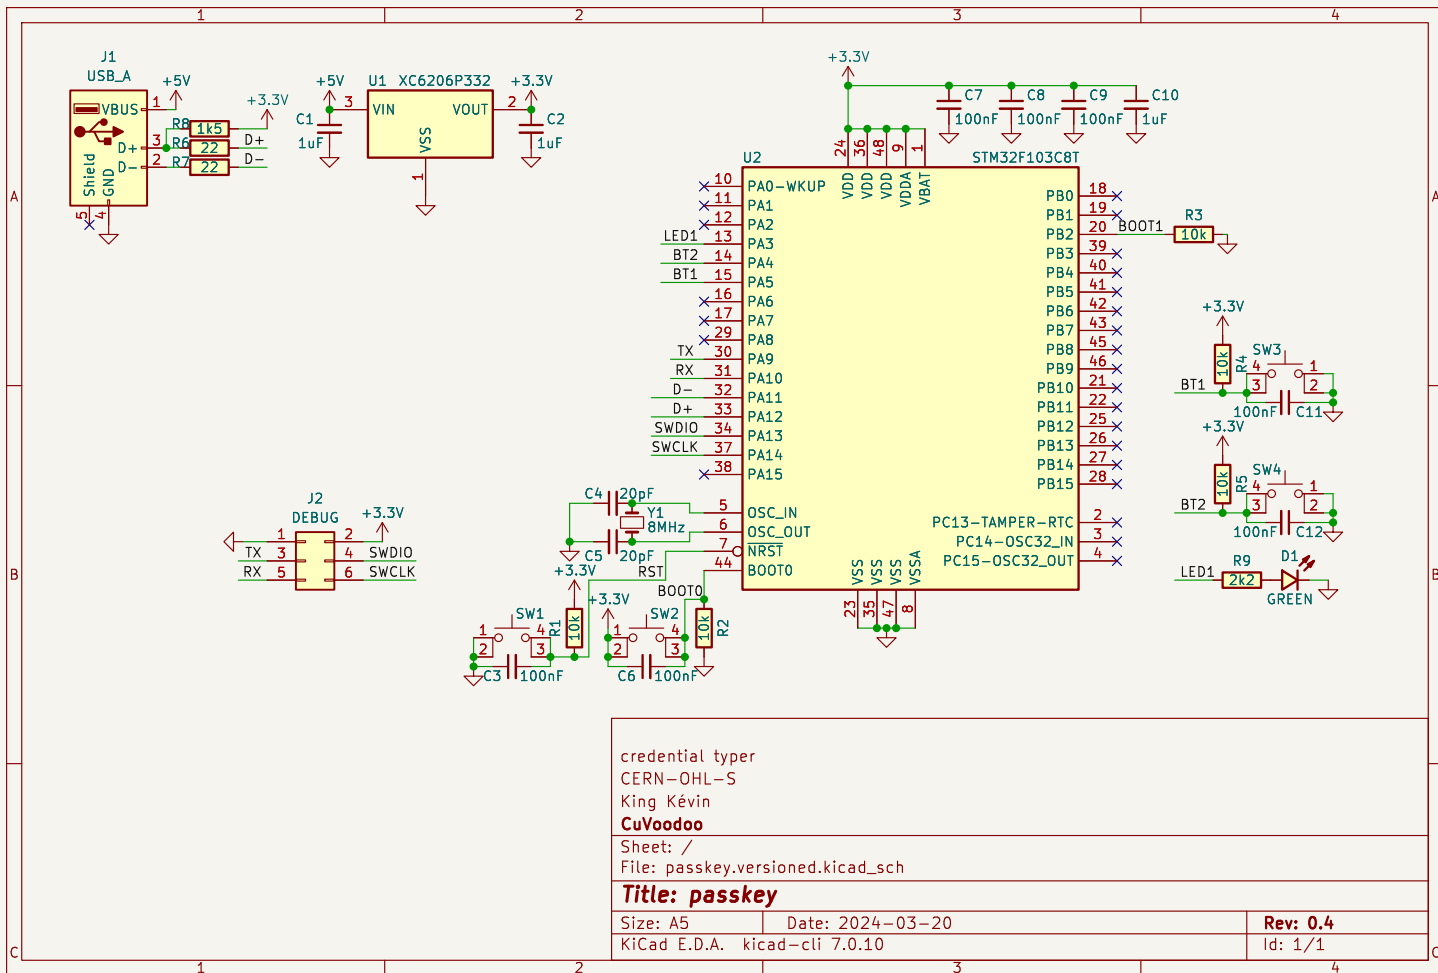 1 2 3 4
A
B
C
A
B
C
1 2 3 4
J1
USB_A
VBUS 1
+5V
+3.3V
R8 1k5
D+ 3 R6 22 D+
D- 2 R7 22 D-
Shield
GND
5 4
U1 XC6206P332
+5V
+3.3V
3 VIN VOUT 2
VSS
1
C1
1uF
C2
1uF
+3.3V
C7
100nF
C8
100nF
C9
100nF
C10
1uF
U2 STM32F103C8T
24 36 48 9 1
VDD VDD VDD VDDA VBAT
10 PA0-WKUP
11 PA1
12 PA2
LED1 13 PA3
BT2 14 PA4
BT1 15 PA5
16 PA6
17 PA7
29 PA8
TX 30 PA9
RX 31 PA10
D- 32 PA11
D+ 33 PA12
SWDIO 34 PA13
SWCLK 37 PA14
38 PA15
5 OSC_IN
6 OSC_OUT
7 NRST
44 BOOT0
PB0 18
PB1 19
PB2 20 BOOT1
PB3 39
PB4 40
PB5 41
PB6 42
PB7 43
PB8 45
PB9 46
PB10 21
PB11 22
PB12 25
PB13 26
PB14 27
PB15 28
PC13-TAMPER-RTC 2
PC14-OSC32_IN 3
PC15-OSC32_OUT 4
VSS VSS VSS VSSA
23 35 47 8
R3
10k
+3.3V
10k R4
SW3
4 1
3 2
BT1
100nF C11
+3.3V
10k R5
SW4
4 1
3 2
BT2
100nF C12
LED1 R9 2k2 D1
GREEN
C4 20pF
Y1
8MHz
C5 20pF
RST
BOOT0
+3.3V
SW1
1 4
2 3
R1 10k
C3 100nF
+3.3V
SW2
1 4
2 3
10k R2
C6 100nF
J2
DEBUG
+3.3V
1 2
TX 3 4 SWDIO
RX 5 6 SWCLK
credential typer
CERN-OHL-S
King Kévin
CuVoodoo
Sheet: /
File: passkey.versioned.kicad_sch
Title: passkey
Size: A5 Date: 2024-03-20 Rev: 0.4
KiCad E.D.A. kicad-cli 7.0.10 Id: 1/1